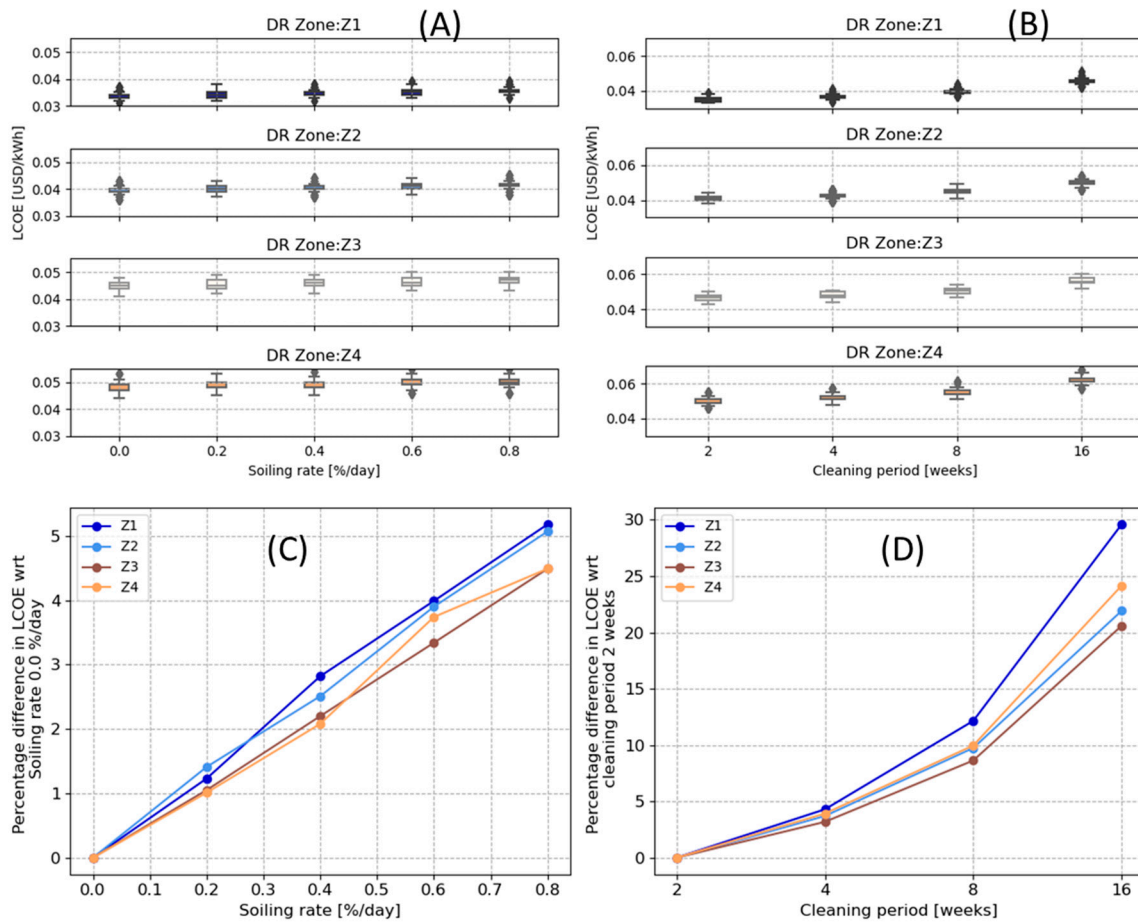 DR Zone:Z1
(A)
0.05
0.04
0.03
DR Zone:Z2
0.05
0.04
0.03
DR Zone:Z3
0.05
0.04
0.03
DR Zone:Z4
0.05
0.04
0.03
LCOE [USD/kWh]
0.0 0.2 0.4 0.6 0.8
Soiling rate [%/day]
DR Zone:Z1
(B)
0.06
0.04
DR Zone:Z2
0.06
0.04
DR Zone:Z3
0.06
0.04
DR Zone:Z4
0.06
0.04
LCOE [USD/kWh]
2 4 8 16
Cleaning period [weeks]
Z1
Z2
Z3
Z4
(C)
5
4
3
2
1
0
Percentage difference in LCOE wrt
Soiling rate 0.0 %/day
0.0 0.1 0.2 0.3 0.4 0.5 0.6 0.7 0.8
Soiling rate [%/day]
Z1
Z2
Z3
Z4
(D)
30
25
20
15
10
5
0
Percentage difference in LCOE wrt
cleaning period 2 weeks
2 4 8 16
Cleaning period [weeks]